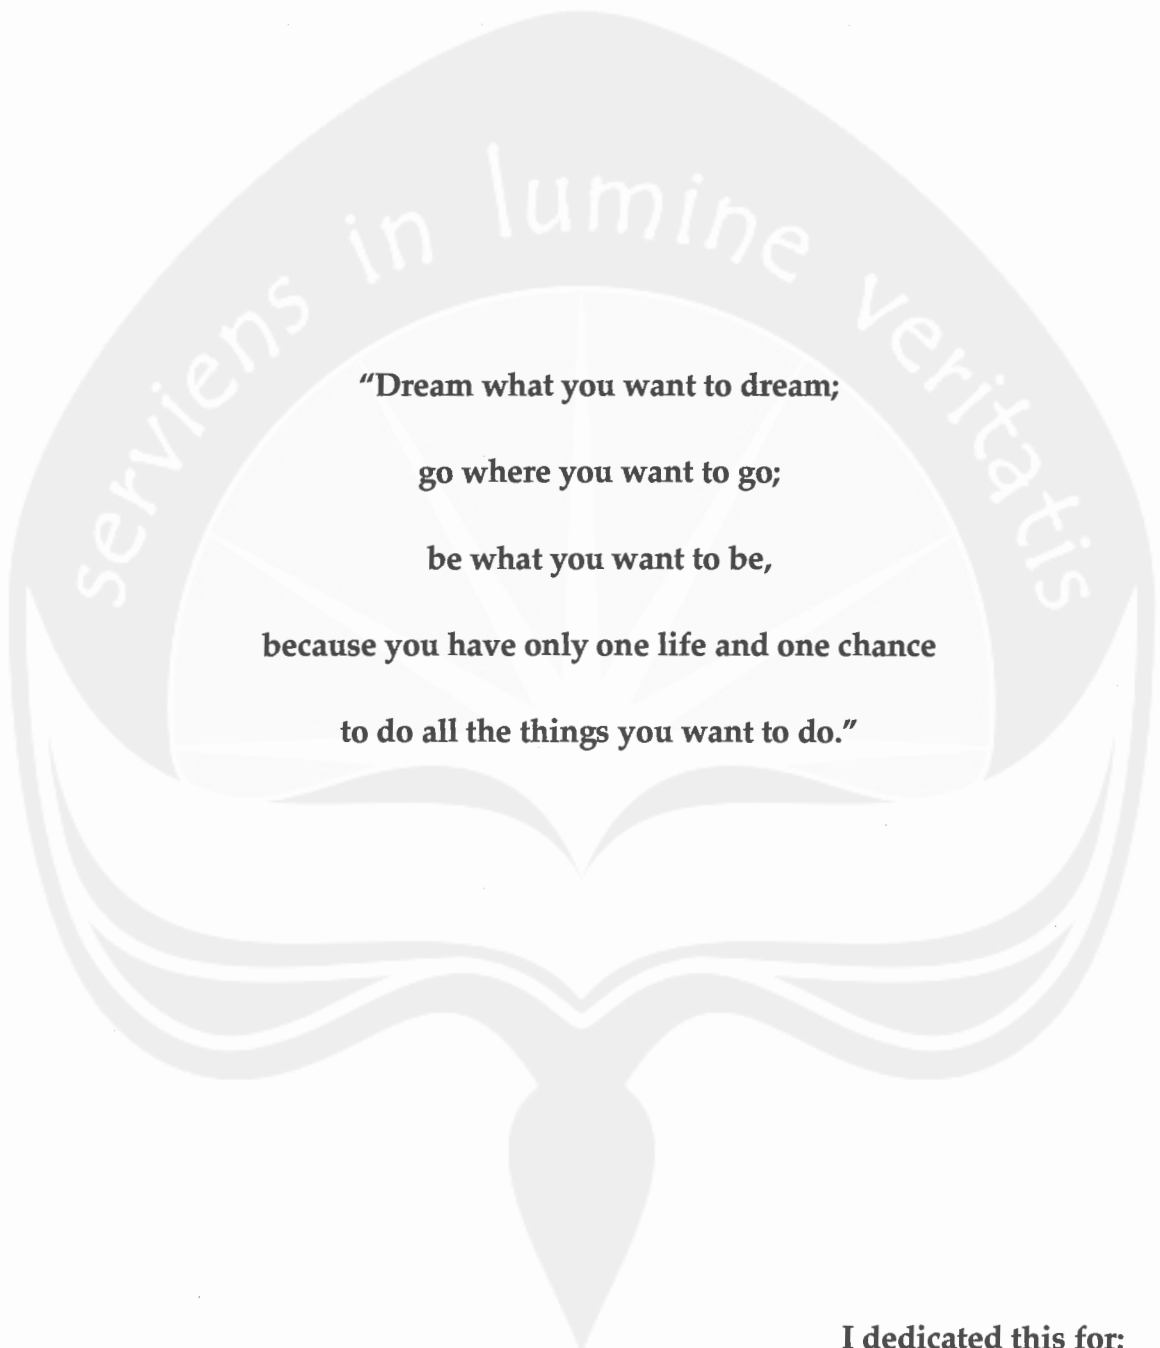 serviens in lumine veritatis
“Dream what you want to dream;
go where you want to go;
be what you want to be,
because you have only one life and one chance
to do all the things you want to do.”
I dedicated this for: